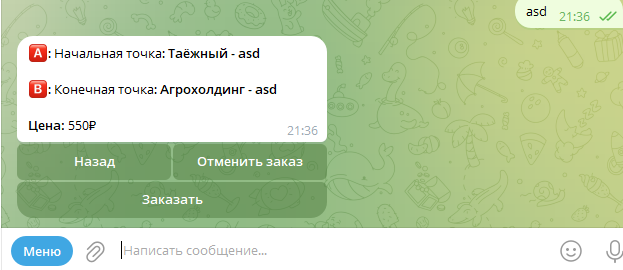 asd
21:36
A : Начальная точка: Таёжный - asd
B : Конечная точка: Агрохолдинг - asd
Цена: 550₽
21:36
Назад
Отменить заказ
Заказать
Меню
Написать сообщение...